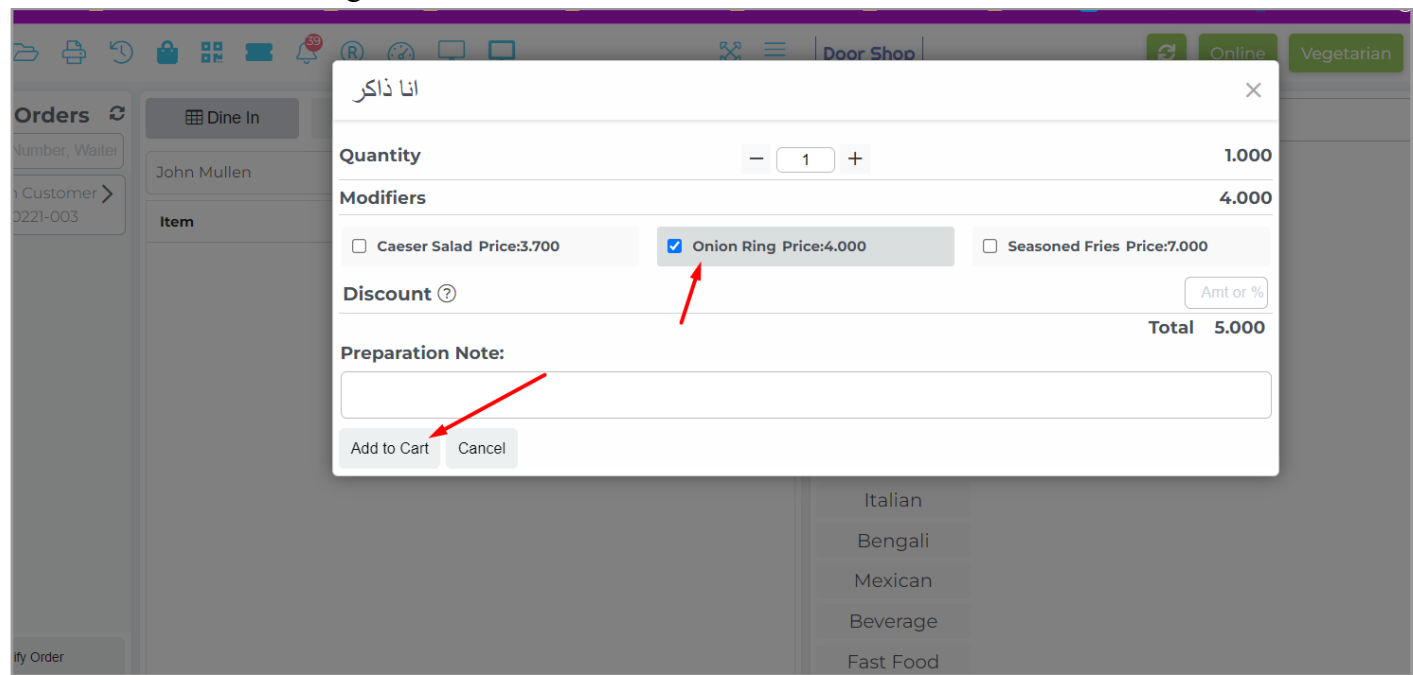 39
Door Shop
Online
Vegetarian
Orders
Number, Waiter
Dine In
انا ذاكر
Customer
0221-003
John Mullen
Item
Quantity
1
1.000
Modifiers
4.000
Caeser Salad Price:3.700
Onion Ring Price:4.000
Seasoned Fries Price:7.000
Discount
Amt or %
Total 5.000
Preparation Note:
Add to Cart
Cancel
Italian
Bengali
Mexican
Beverage
Fast Food
ify Order